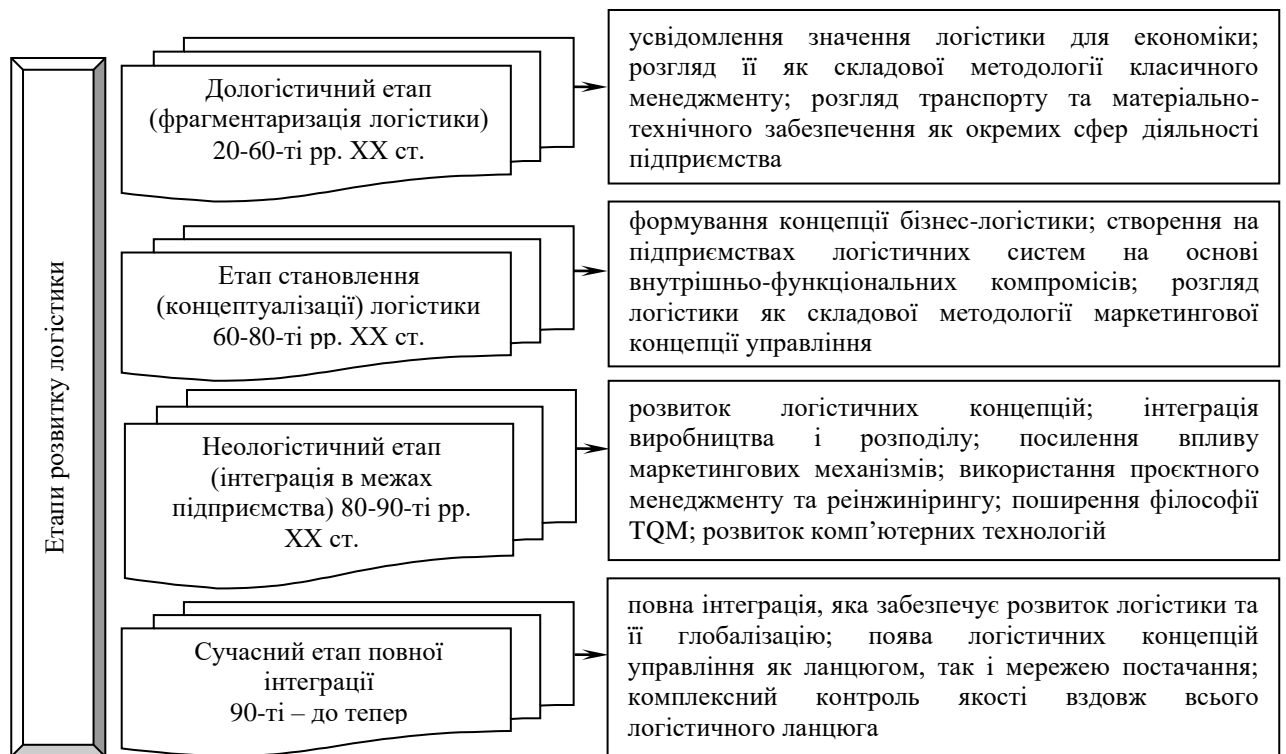 Етапи розвитку логістики
Дологістичний етап
(фрагментаризація логістики)
20-60-ті рр. ХХ ст.
усвідомлення значення логістики для економіки;
розгляд її як складової методології класичного
менеджменту; розгляд транспорту та матеріально-
технічного забезпечення як окремих сфер діяльності
підприємства
Етап становлення
(концептуалізації) логістики
60-80-ті рр. ХХ ст.
формування концепції бізнес-логістики; створення на
підприємствах логістичних систем на основі
внутрішньо-функціональних компромісів; розгляд
логістики як складової методології маркетингової
концепції управління
Неологістичний етап
(інтеграція в межах
підприємства) 80-90-ті рр.
ХХ ст.
розвиток логістичних концепцій; інтеграція
виробництва і розподілу; посилення впливу
маркетингових механізмів; використання проєктного
менеджменту та реінжинірингу; поширення філософії
TQM; розвиток комп’ютерних технологій
Сучасний етап повної
інтеграції
90-ті – до тепер
повна інтеграція, яка забезпечує розвиток логістики та
її глобалізацію; поява логістичних концепцій
управління як ланцюгом, так і мережею постачання;
комплексний контроль якості вздовж всього
логістичного ланцюга